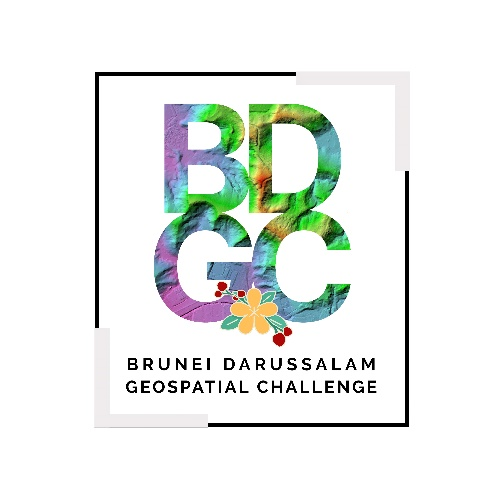 BD
GC
BRUNEI DARUSSALAM
GEOSPATIAL CHALLENGE